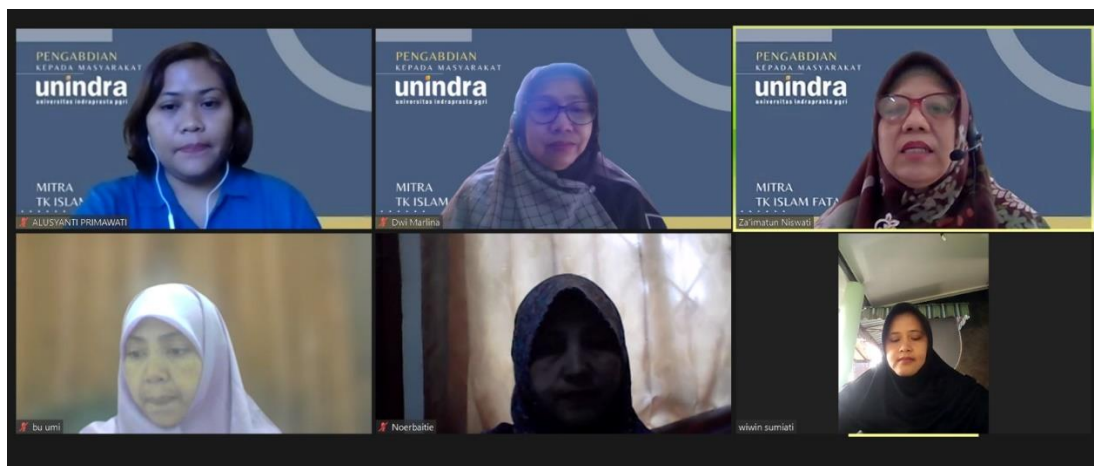 PENGABDIAN
KEPADA MASYARAKAT
unindra
universitas indraprasta pgri
MITRA
TK ISLAM
ALUSYANTI PRIMAWATI
PENGABDIAN
KEPADA MASYARAKAT
unindra
universitas indraprasta pgri
MITRA
TK ISLAM
Dwi Marlina
PENGABDIAN
KEPADA MASYARAKAT
unindra
universitas indraprasta pgri
MITRA
TK ISLAM FATA
Za'imatun Niswati
bu umi
Noerbaitie
wiwin sumiati